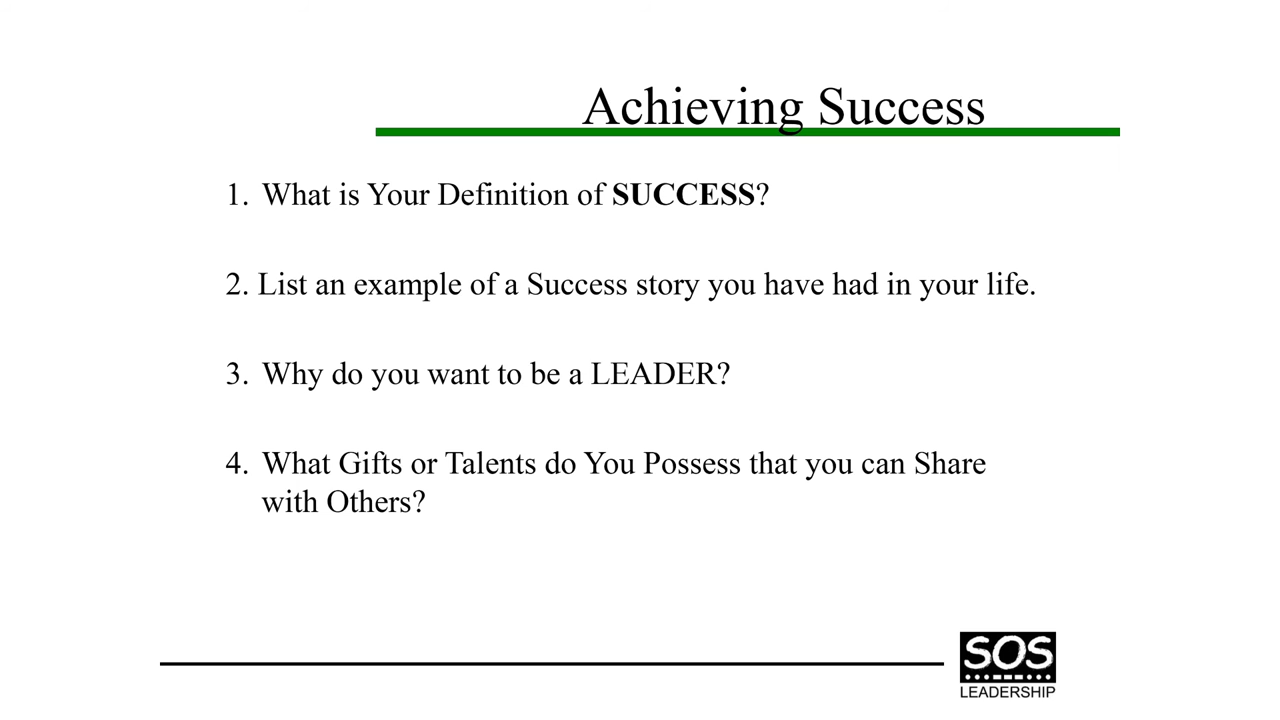 Achieving Success
1. What is Your Definition of SUCCESS?
2. List an example of a Success story you have had in your life.
3. Why do you want to be a LEADER?
4. What Gifts or Talents do You Possess that you can Share
with Others?
SOS
LEADERSHIP